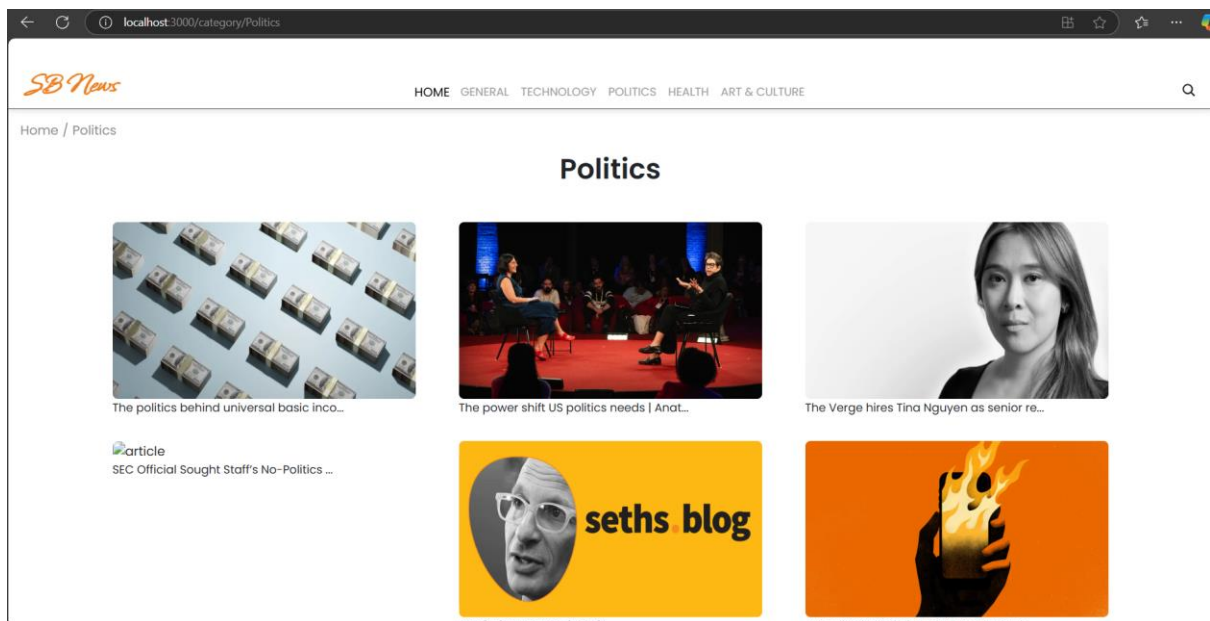 localhost:3000/category/Politics
SB News
HOME GENERAL TECHNOLOGY POLITICS HEALTH ART & CULTURE
Home / Politics
Politics
The politics behind universal basic inco...
The power shift US politics needs | Anat...
The Verge hires Tina Nguyen as senior re...
article
SEC Official Sought Staff's No-Politics ...
seths.blog